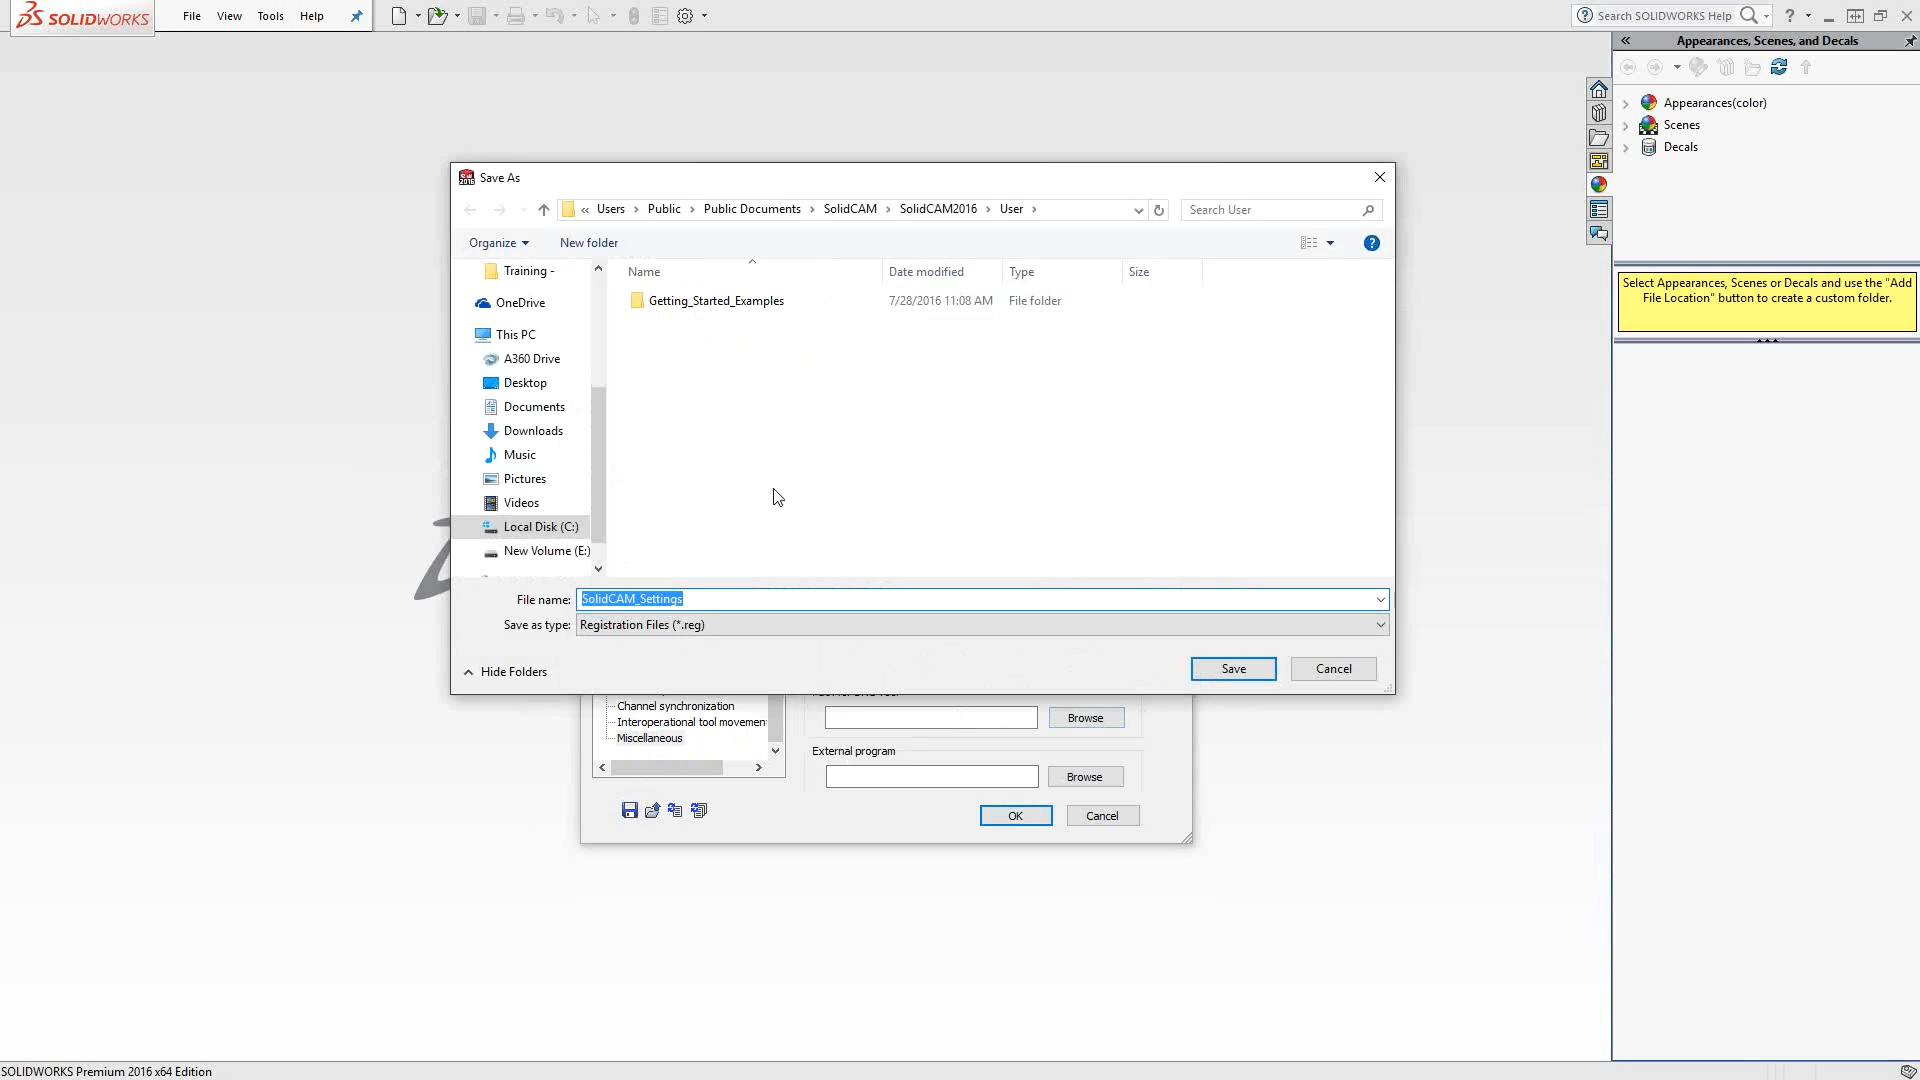 SOLIDWORKS
File View Tools Help
Search SOLIDWORKS Help
Appearances, Scenes, and Decals
Appearances(color)
Scenes
Decals
Select Appearances, Scenes or Decals and use the "Add
File Location" button to create a custom folder.
Save As
« Users > Public > Public Documents > SolidCAM > SolidCAM2016 > User >
Search User
Organize
New folder
Name Date modified Type Size
Getting_Started_Examples 7/28/2016 11:08 AM File folder
Training -
OneDrive
This PC
A360 Drive
Desktop
Documents
Downloads
Music
Pictures
Videos
Local Disk (C:)
New Volume (E:)
File name: SolidCAM_Settings
Save as type: Registration Files (*.reg)
Hide Folders
Save
Cancel
Channel synchronization
Interoperational tool movemen
Miscellaneous
Browse
External program
Browse
OK
Cancel
SOLIDWORKS Premium 2016 x64 Edition